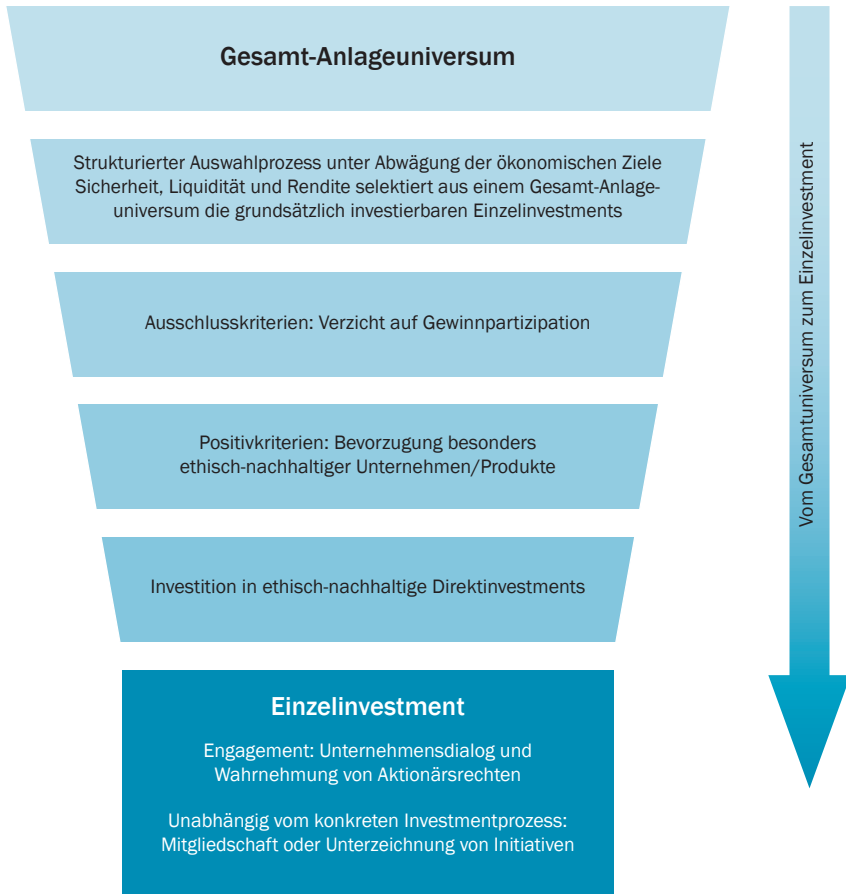 Gesamt-Anlageuniversum
Strukturierter Auswahlprozess unter Abwägung der ökonomischen Ziele
Sicherheit, Liquidität und Rendite selektiert aus einem Gesamt-Anlage-
universum die grundsätzlich investierbaren Einzelinvestments
Ausschlusskriterien: Verzicht auf Gewinnpartizipation
Positivkriterien: Bevorzugung besonders
ethisch-nachhaltiger Unternehmen/Produkte
Investition in ethisch-nachhaltige Direktinvestments
Einzelinvestment
Engagement: Unternehmensdialog und
Wahrnehmung von Aktionärsrechten
Unabhängig vom konkreten Investmentprozess:
Mitgliedschaft oder Unterzeichnung von Initiativen
Vom Gesamtuniversum zum Einzelinvestment